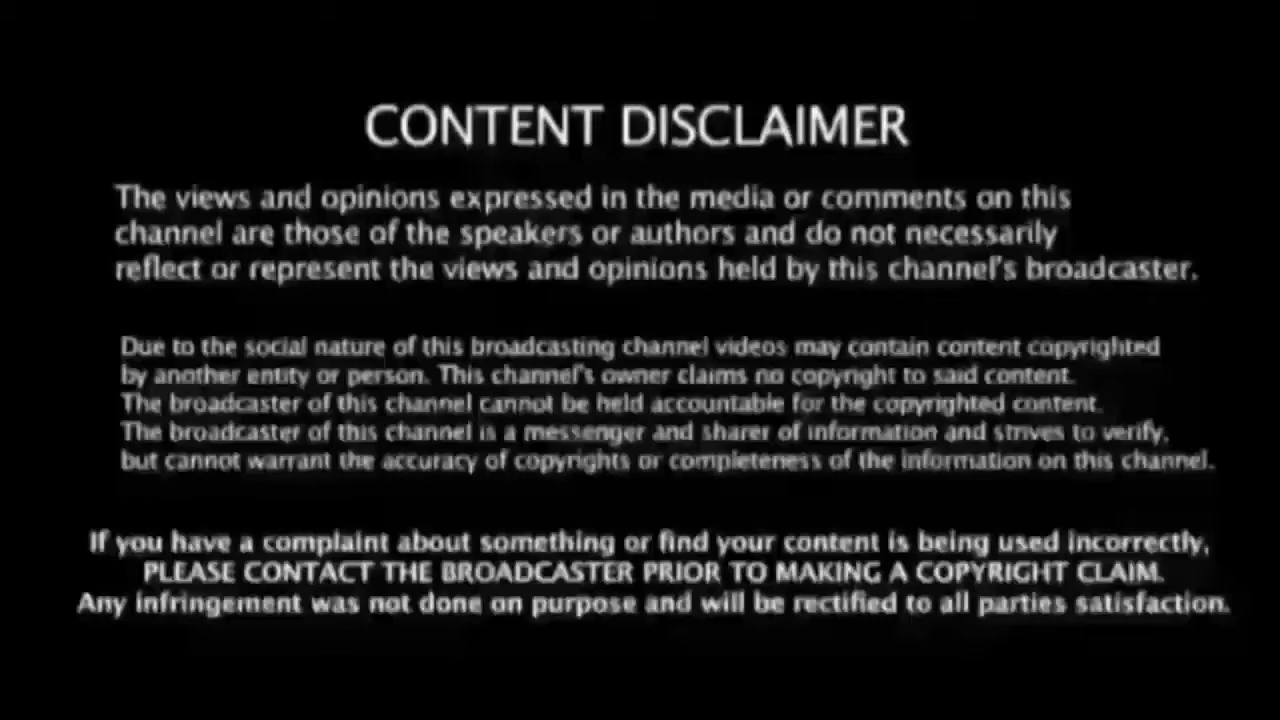 CONTENT DISCLAIMER
The views and opinions expressed in the media or comments on this
channel are those of the speakers or authors and do not necessarily
reflect or represent the views and opinions held by this channel's broadcaster.
Due to the social nature of this broadcasting channel videos may contain content copyrighted
by another entity or person. This channel's owner claims no copyright to said content.
The broadcaster of this channel cannot be held accountable for the copyrighted content.
The broadcaster of this channel is a messenger and sharer of information and strives to verify,
but cannot warrant the accuracy of copyrights or completeness of the information on this channel.
If you have a complaint about something or find your content is being used incorrectly,
PLEASE CONTACT THE BROADCASTER PRIOR TO MAKING A COPYRIGHT CLAIM.
Any infringement was not done on purpose and will be rectified to all parties satisfaction.